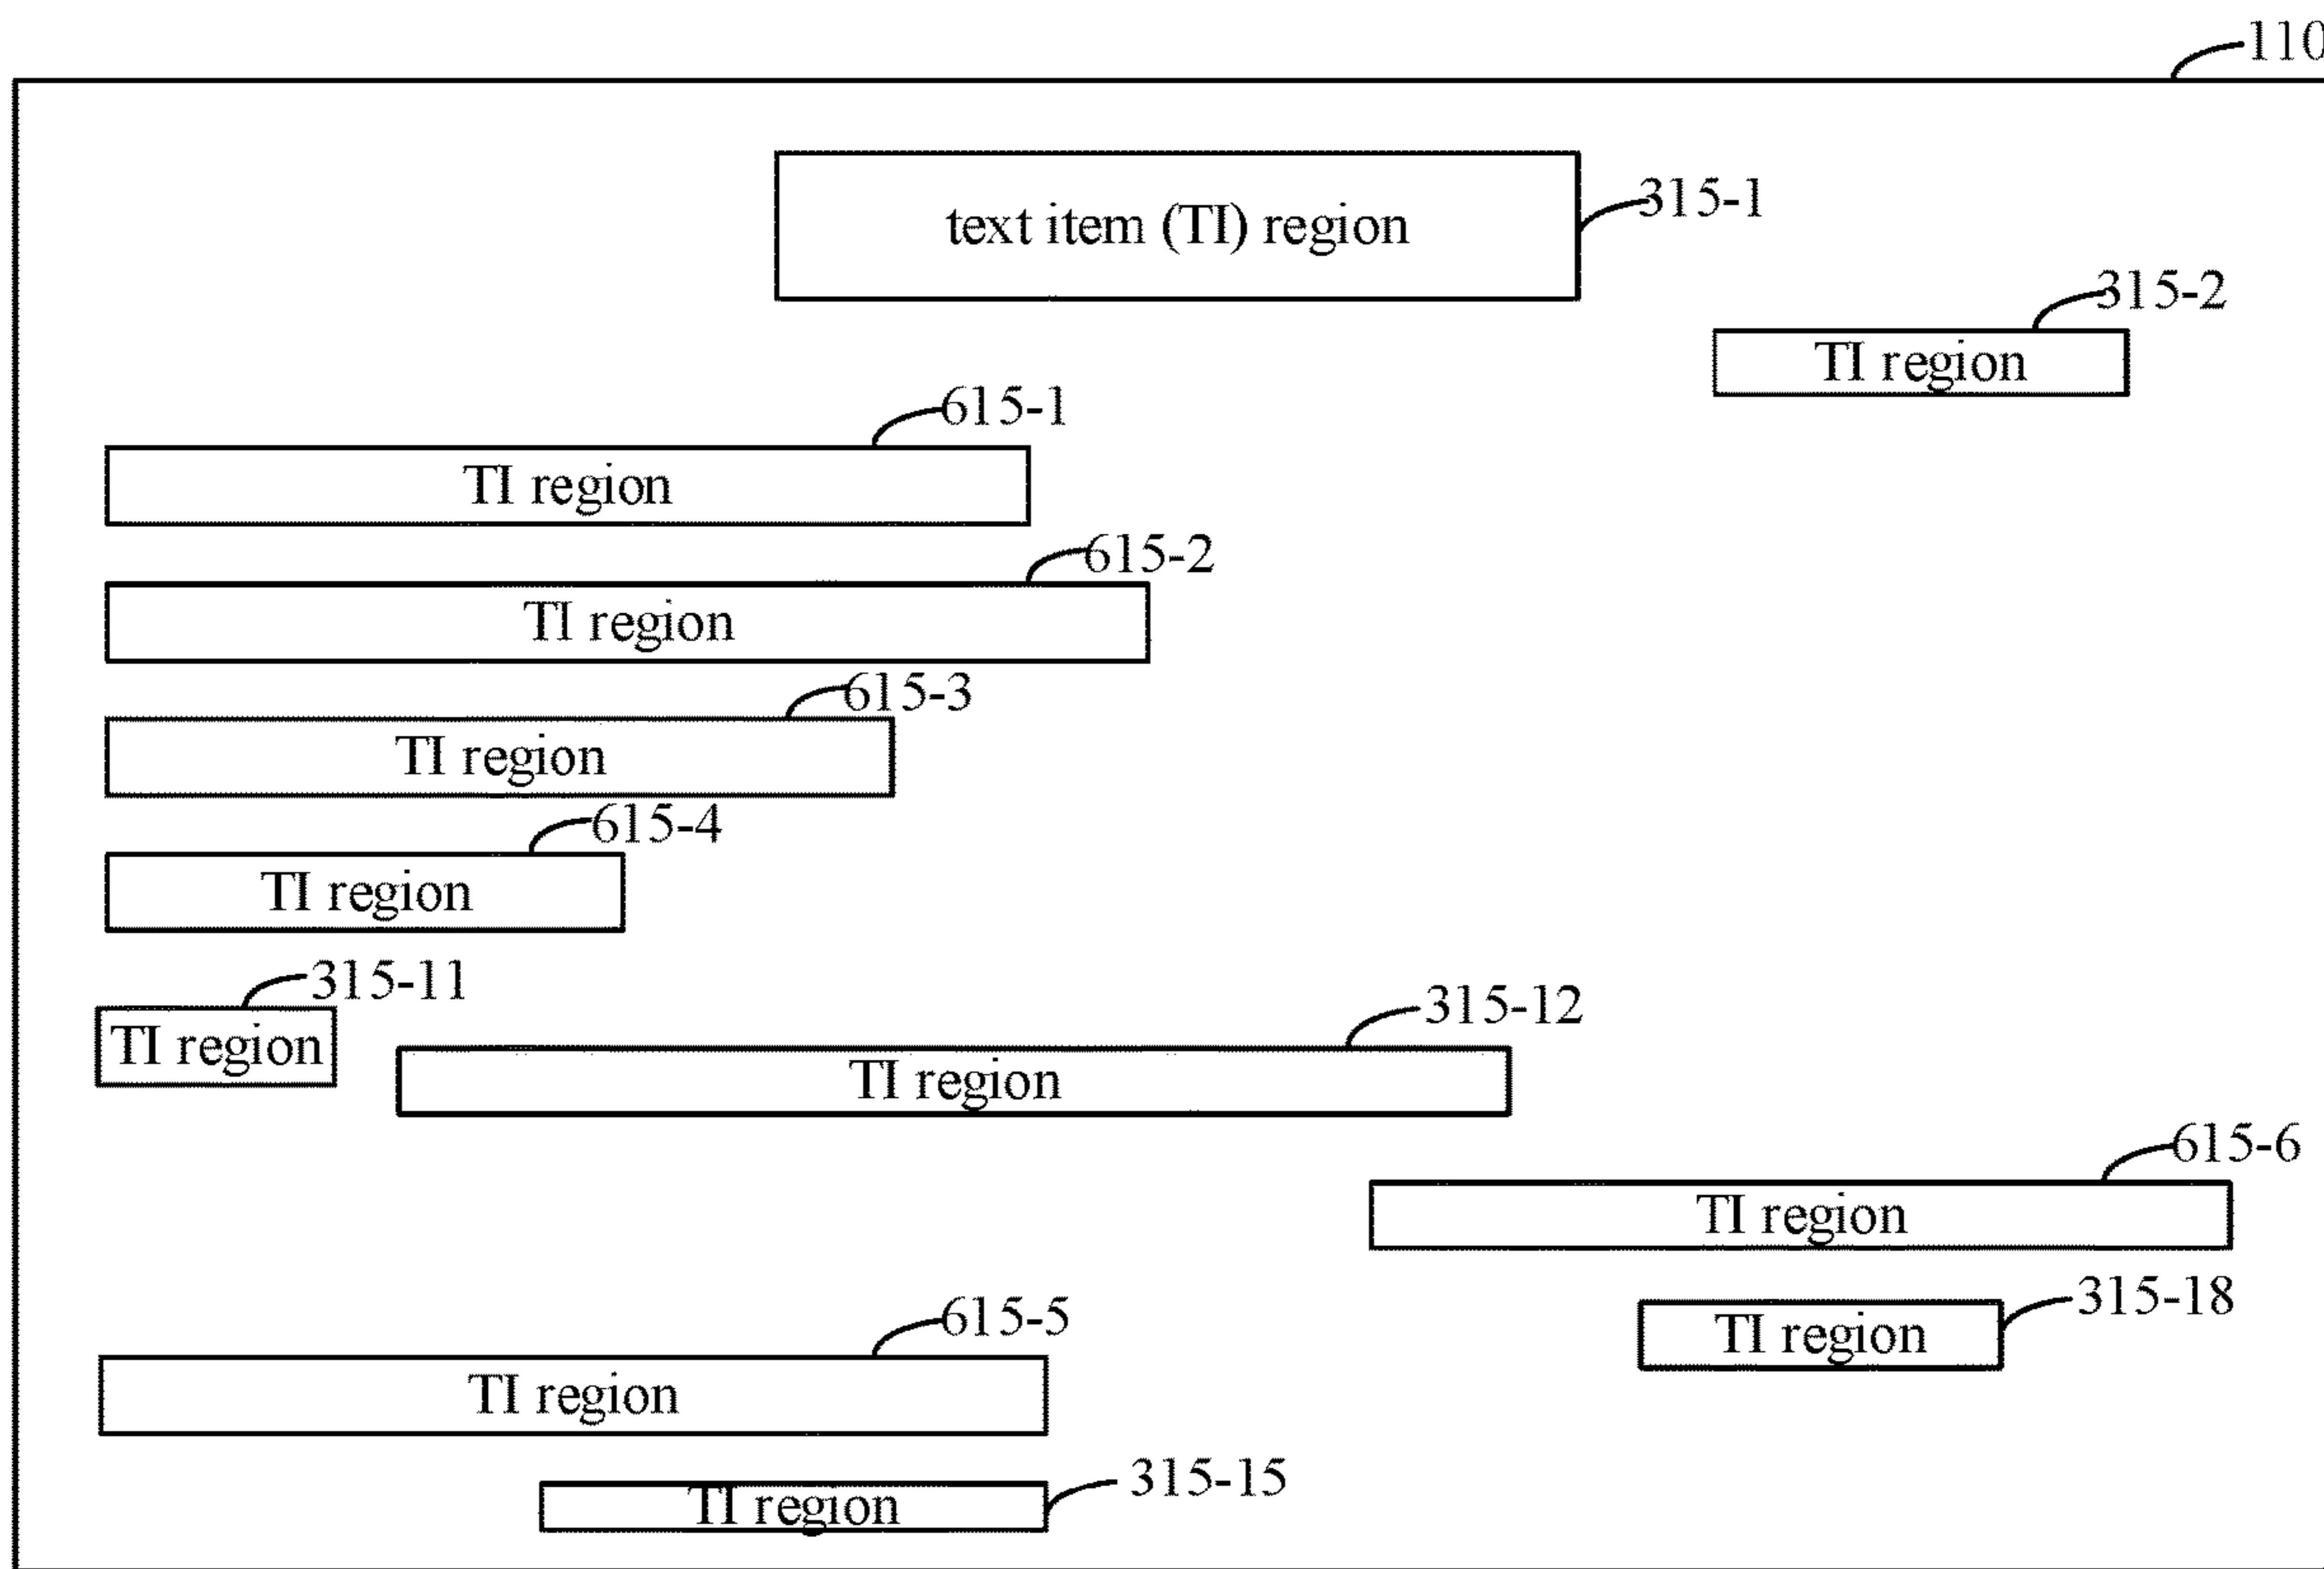 110
text item (TI) region
315-1
315-2
TI region
615-1
TI region
615-2
TI region
615-3
TI region
615-4
TI region
315-11
TI region
315-12
TI region
615-6
TI region
315-18
TI region
615-5
TI region
315-15
TI region